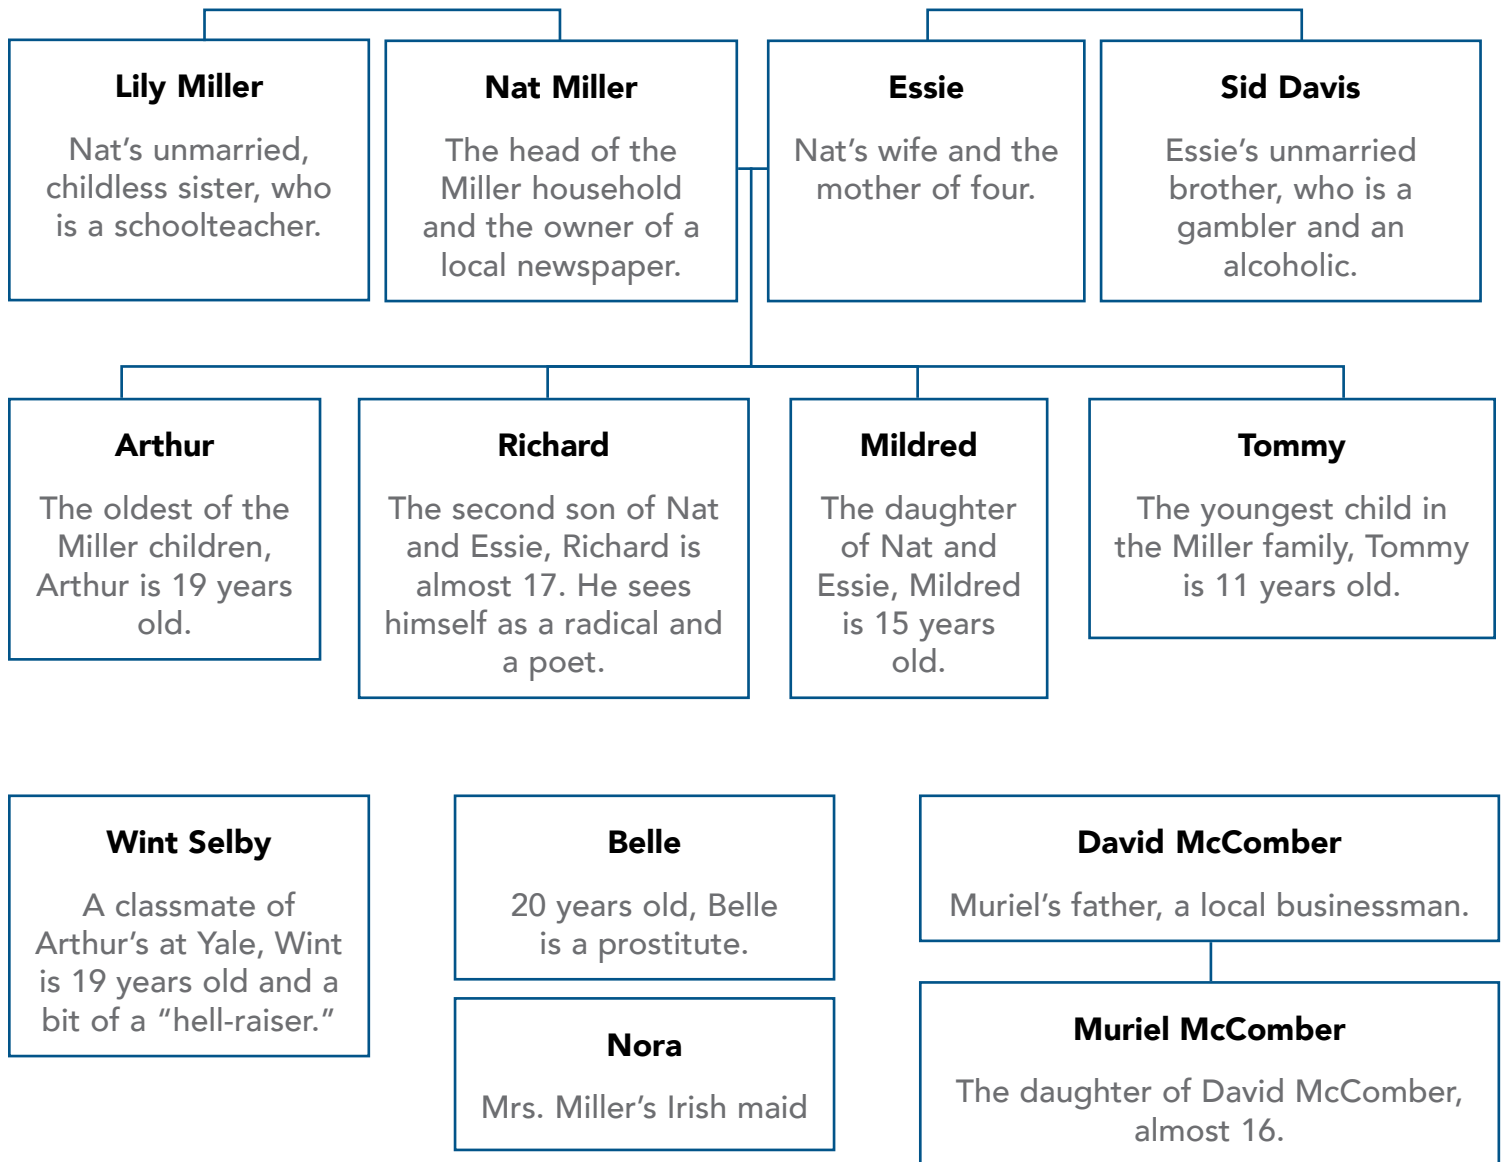 Lily Miller
Nat’s unmarried,
childless sister, who
is a schoolteacher.
Nat Miller
The head of the
Miller household
and the owner of a
local newspaper.
Essie
Nat’s wife and the
mother of four.
Sid Davis
Essie’s unmarried
brother, who is a
gambler and an
alcoholic.
Arthur
The oldest of the
Miller children,
Arthur is 19 years
old.
Richard
The second son of Nat
and Essie, Richard is
almost 17. He sees
himself as a radical and
a poet.
Mildred
The daughter
of Nat and
Essie, Mildred
is 15 years
old.
Tommy
The youngest child in
the Miller family, Tommy
is 11 years old.
Wint Selby
A classmate of
Arthur’s at Yale, Wint
is 19 years old and a
bit of a “hell-raiser.”
Belle
20 years old, Belle
is a prostitute.
Nora
Mrs. Miller’s Irish maid
David McComber
Muriel’s father, a local businessman.
Muriel McComber
The daughter of David McComber,
almost 16.